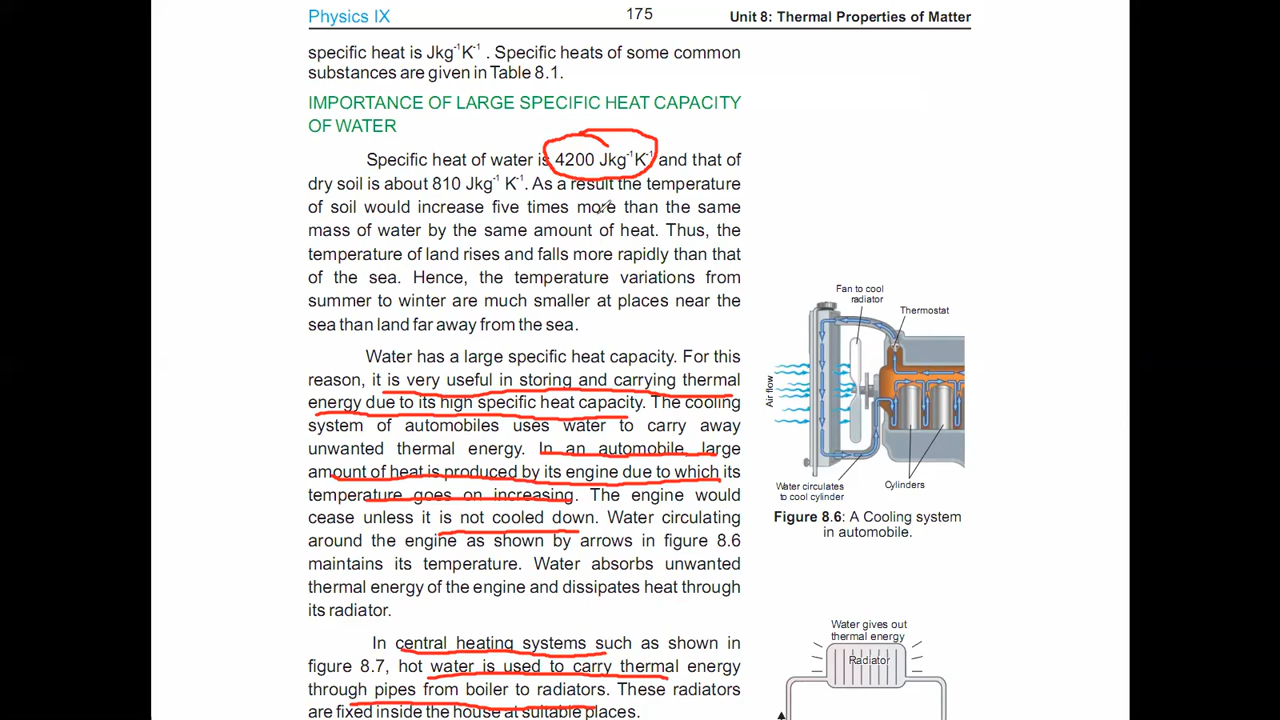 Physics IX 175 Unit 8: Thermal Properties of Matter
specific heat is Jkg⁻¹K⁻¹ . Specific heats of some common
substances are given in Table 8.1.
IMPORTANCE OF LARGE SPECIFIC HEAT CAPACITY
OF WATER
Specific heat of water is 4200 Jkg⁻¹K⁻¹ and that of
dry soil is about 810 Jkg⁻¹ K⁻¹. As a result the temperature
of soil would increase five times more than the same
mass of water by the same amount of heat. Thus, the
temperature of land rises and falls more rapidly than that
of the sea. Hence, the temperature variations from
summer to winter are much smaller at places near the
sea than land far away from the sea.
Water has a large specific heat capacity. For this
reason, it is very useful in storing and carrying thermal
energy due to its high specific heat capacity. The cooling
system of automobiles uses water to carry away
unwanted thermal energy. In an automobile, large
amount of heat is produced by its engine due to which its
temperature goes on increasing. The engine would
cease unless it is not cooled down. Water circulating
around the engine as shown by arrows in figure 8.6
maintains its temperature. Water absorbs unwanted
thermal energy of the engine and dissipates heat through
its radiator.
In central heating systems such as shown in
figure 8.7, hot water is used to carry thermal energy
through pipes from boiler to radiators. These radiators
are fixed inside the house at suitable places.
Fan to cool
radiator
Thermostat
Air flow
Water circulates
to cool cylinder
Cylinders
Figure 8.6: A Cooling system
in automobile.
Water gives out
thermal energy
Radiator